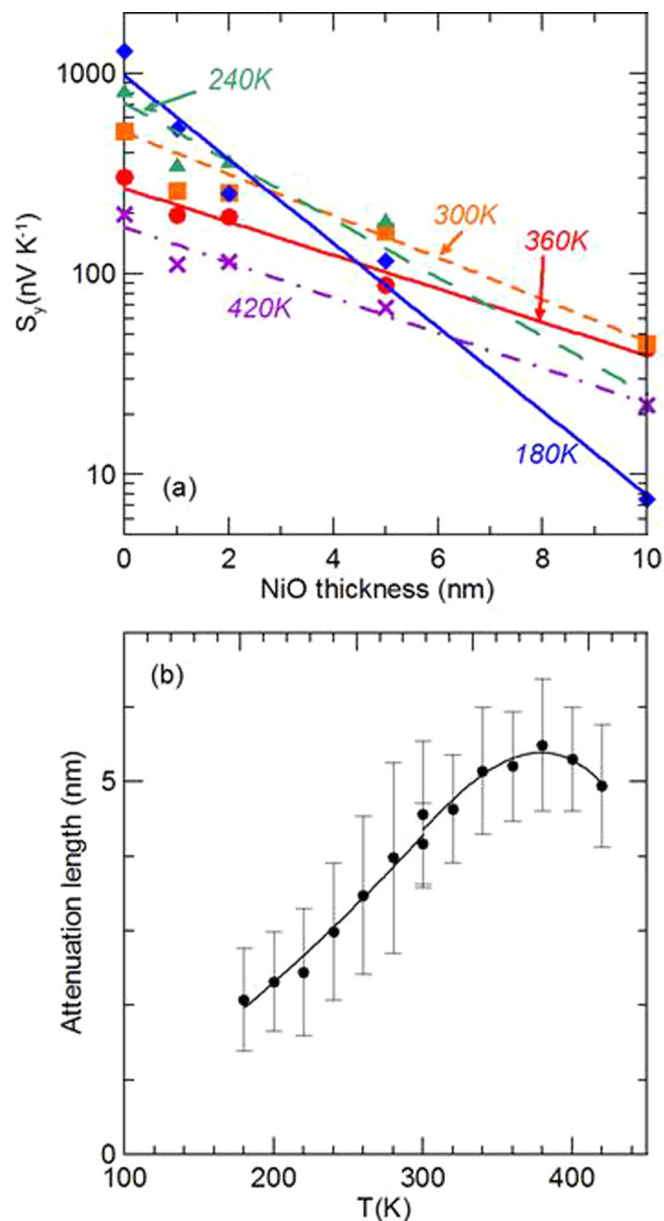 (a)
1000
240K
300K
360K
100
420K
10
180K
(a)
0
2
4
6
8
10
NiO thickness (nm)
Sy(nV K⁻¹)
(b)
5
0
100
200
300
400
T(K)
Attenuation length (nm)